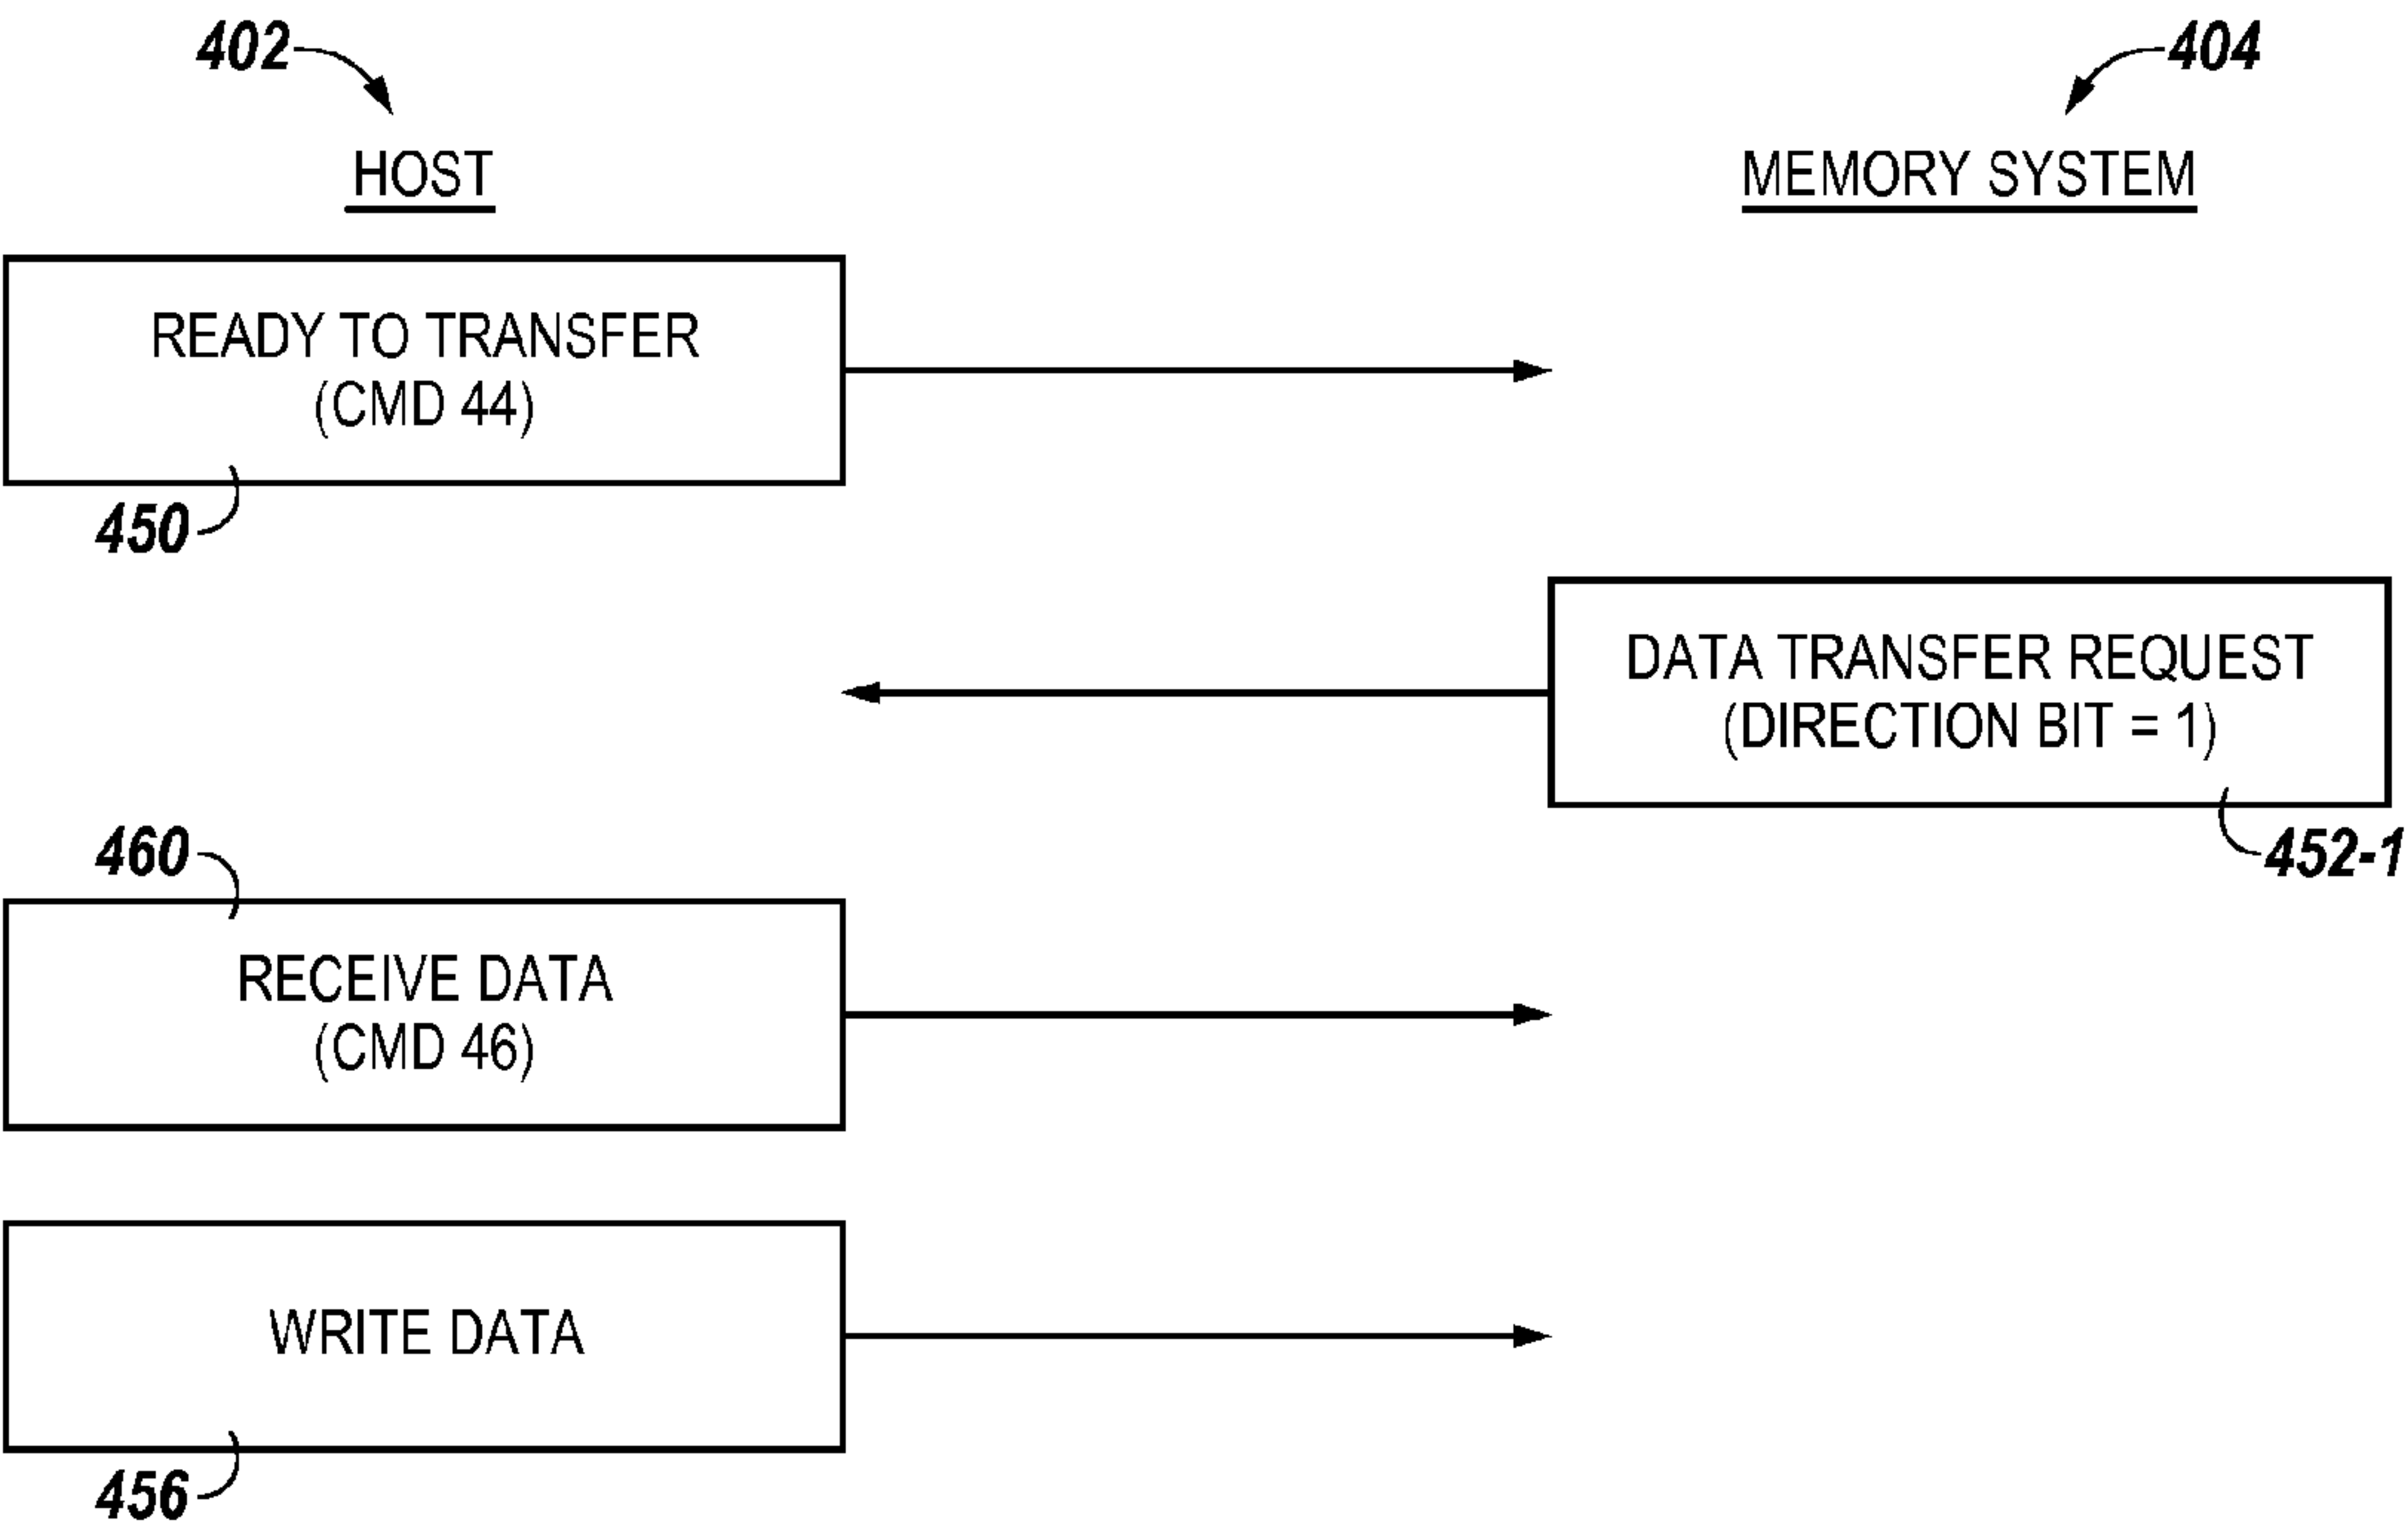 402
404
HOST
MEMORY SYSTEM
READY TO TRANSFER
(CMD 44)
450
DATA TRANSFER REQUEST
(DIRECTION BIT = 1)
452-1
460
RECEIVE DATA
(CMD 46)
WRITE DATA
456